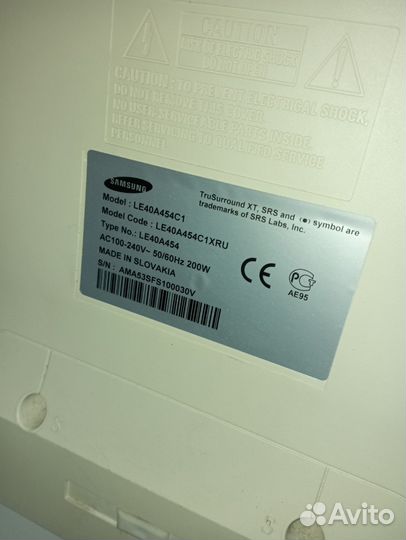 CAUTION
RISK OF ELECTRIC SHOCK
DO NOT OPEN
CAUTION: TO PREVENT ELECTRICAL SHOCK,
DO NOT REMOVE THIS COVER.
NO USER-SERVICEABLE PARTS INSIDE.
REFER SERVICING TO QUALIFIED SERVICE
PERSONNEL.
SAMSUNG
Model : LE40A454C1
Model Code : LE40A454C1XRU
Type No.: LE40A454
AC100-240V~ 50/60Hz 200W
MADE IN SLOVAKIA
S/N : AMA53SFS100030V
TruSurround XT, SRS and (●) symbol are
trademarks of SRS Labs, Inc.
CE
PC
AE95
Avito